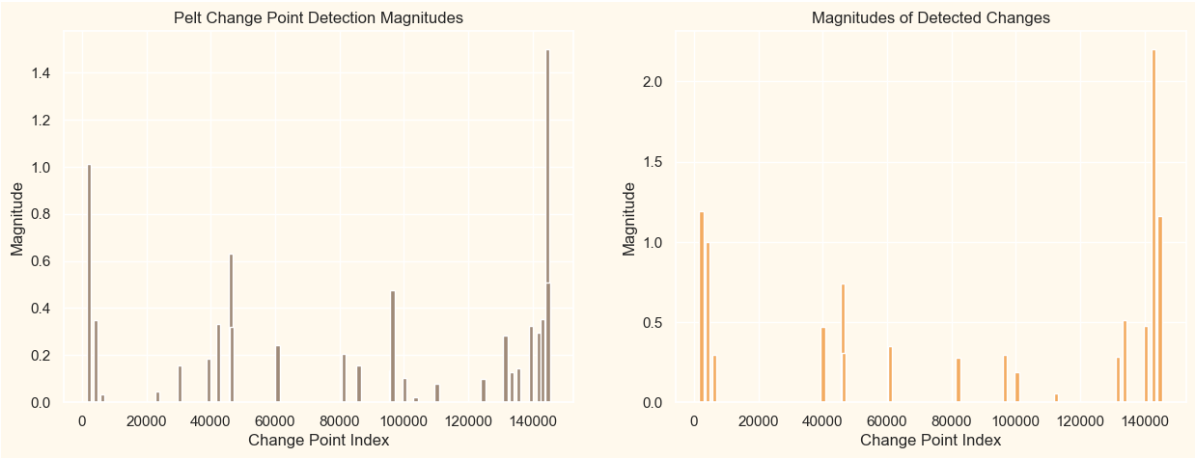 Pelt Change Point Detection Magnitudes
Magnitude
1.4
1.2
1.0
0.8
0.6
0.4
0.2
0.0
0 20000 40000 60000 80000 100000 120000 140000
Change Point Index
Magnitudes of Detected Changes
Magnitude
2.0
1.5
1.0
0.5
0.0
0 20000 40000 60000 80000 100000 120000 140000
Change Point Index